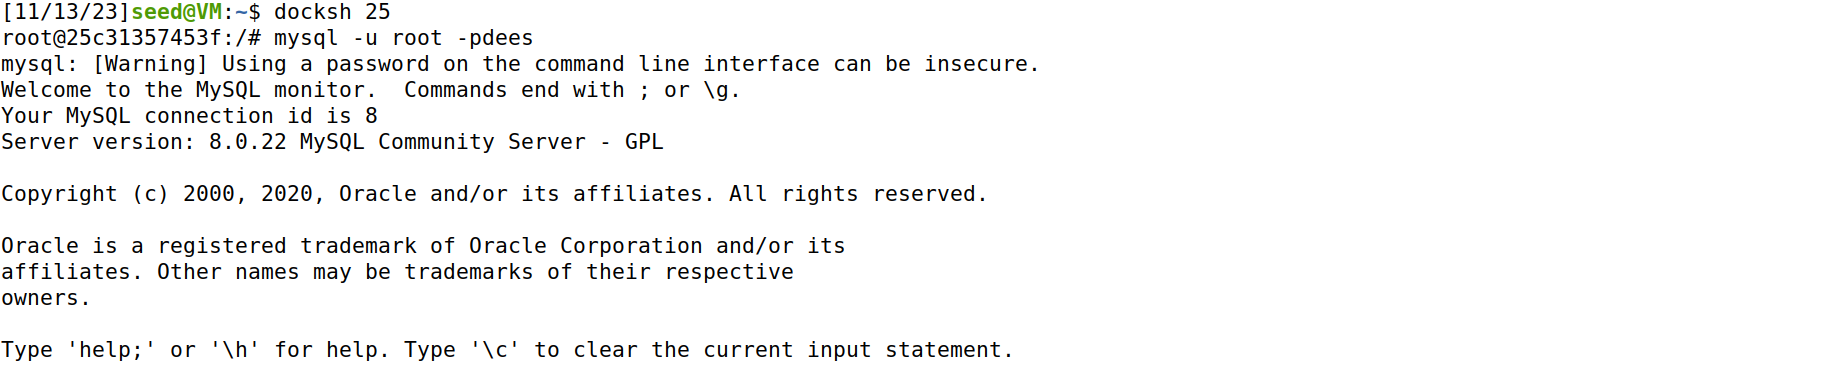 [11/13/23]seed@VM:~$ docksh 25
root@25c31357453f:/# mysql -u root -pdees
mysql: [Warning] Using a password on the command line interface can be insecure.
Welcome to the MySQL monitor.  Commands end with ; or \g.
Your MySQL connection id is 8
Server version: 8.0.22 MySQL Community Server - GPL

Copyright (c) 2000, 2020, Oracle and/or its affiliates. All rights reserved.

Oracle is a registered trademark of Oracle Corporation and/or its
affiliates. Other names may be trademarks of their respective
owners.

Type 'help;' or '\h' for help. Type '\c' to clear the current input statement.